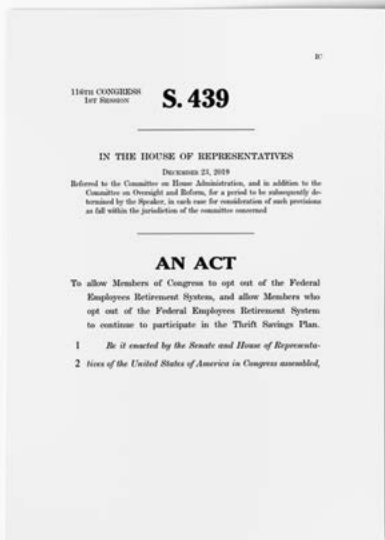 IC
116TH CONGRESS
1ST SESSION
S. 439
IN THE HOUSE OF REPRESENTATIVES
DECEMBER 23, 2019
Referred to the Committee on House Administration, and in addition to the
Committee on Oversight and Reform, for a period to be subsequently de-
termined by the Speaker, in each case for consideration of such provisions
as fall within the jurisdiction of the committee concerned
AN ACT
To allow Members of Congress to opt out of the Federal
Employees Retirement System, and allow Members who
opt out of the Federal Employees Retirement System
to continue to participate in the Thrift Savings Plan.
1 Be it enacted by the Senate and House of Representa-
2 tives of the United States of America in Congress assembled,